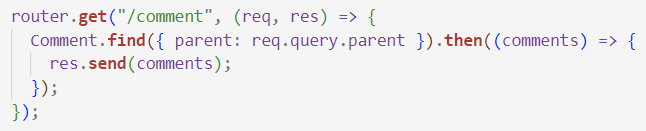 router.get("/comment", (req, res) => {
  Comment.find({ parent: req.query.parent }).then((comments) => {
    res.send(comments);
  });
});